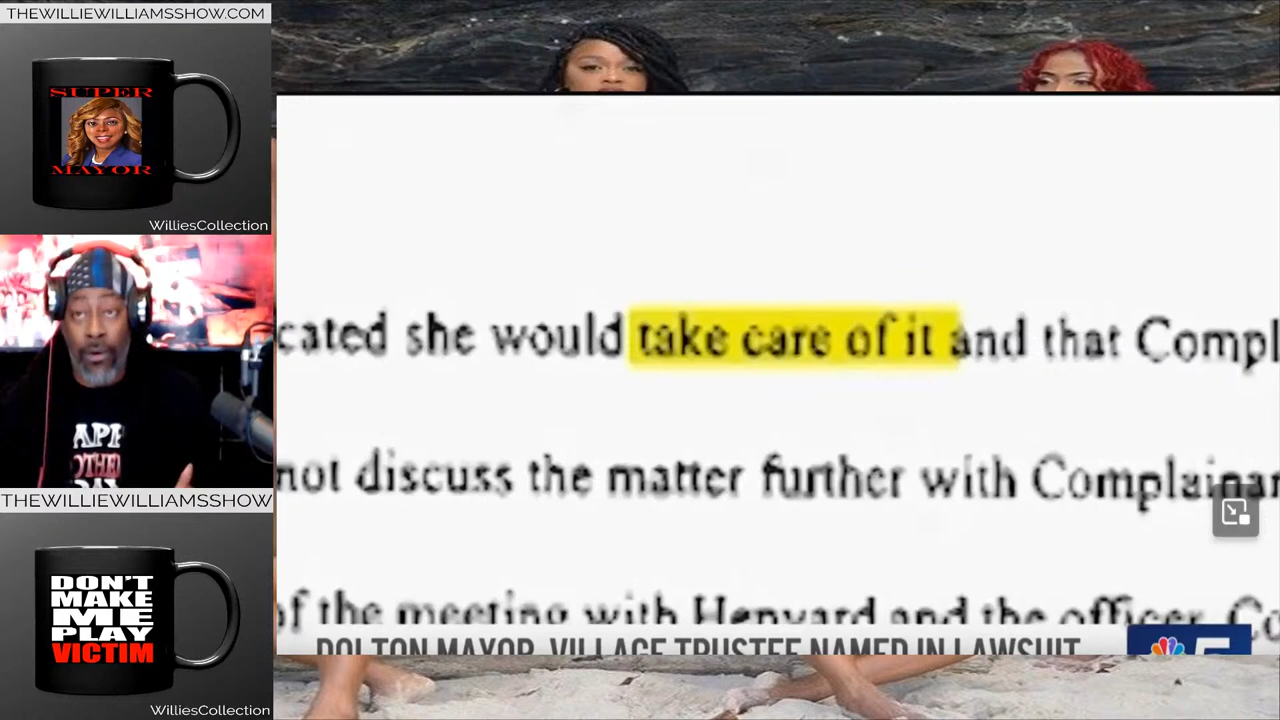 THEWILLIEWILLIAMSSHOW.COM
SUPER
MAYOR
WilliesCollection
THEWILLIEWILLIAMSSHOW
DON'T
MAKE
ME
PLAY
VICTIM
WilliesCollection
cated she would take care of it and that Compl
not discuss the matter further with Complainan
of the meeting with Henyard and the officer, Co
DOLTON MAYOR, VILLAGE TRUSTEE NAMED IN LAWSUIT
5